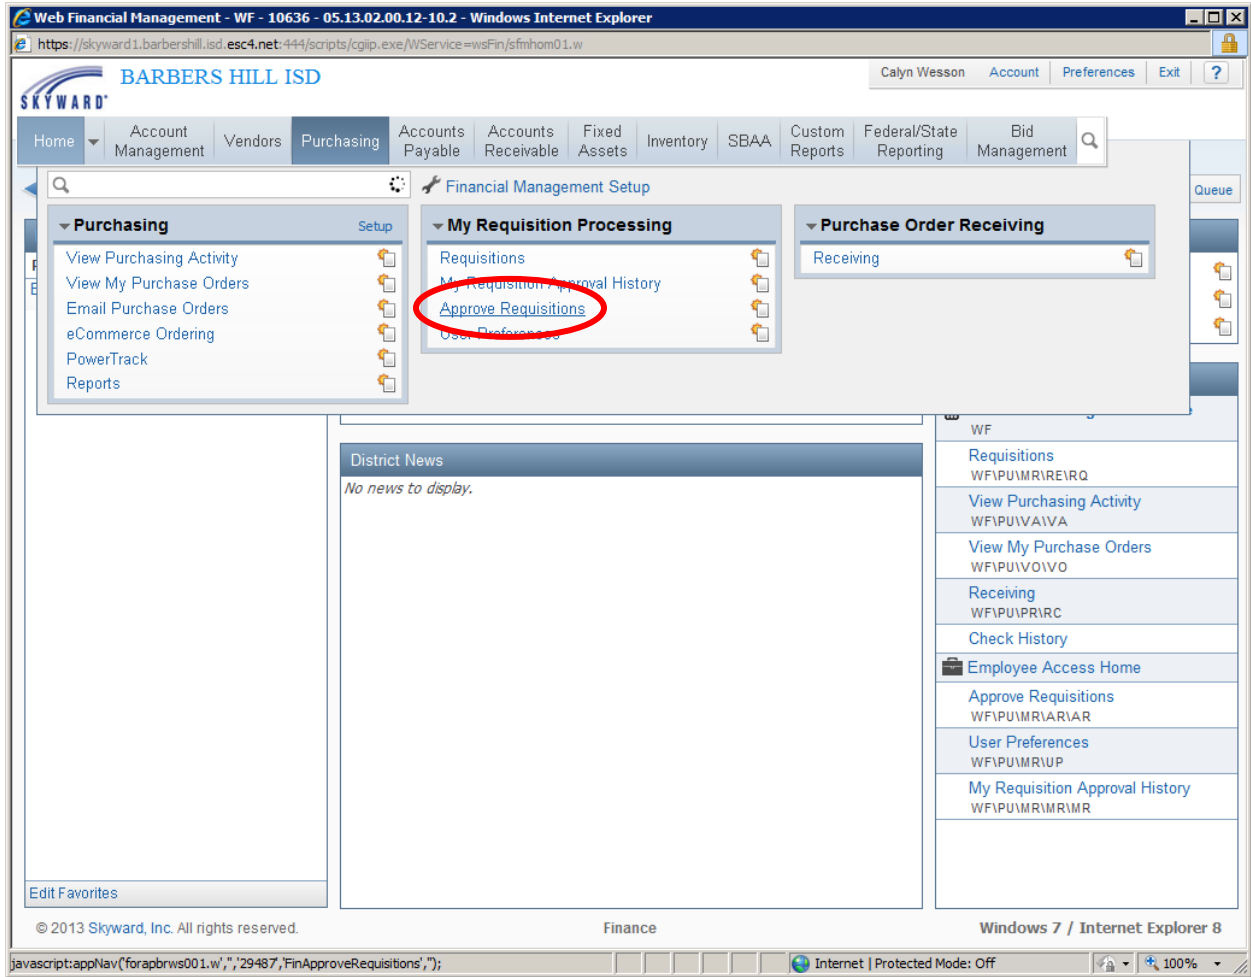 Web Financial Management - WF - 10636 - 05.13.02.00.12-10.2 - Windows Internet Explorer
https://skyward1.barbershill.isd.esc4.net:444/scripts/cgiip.exe/WService=wsFin/sfmhom01.w
SKYWARD
BARBERS HILL ISD
Calyn Wesson Account Preferences Exit ?
Home Account Management Vendors Purchasing Accounts Payable Accounts Receivable Fixed Assets Inventory SBAA Custom Reports Federal/State Reporting Bid Management
Financial Management Setup
Queue
Purchasing Setup
View Purchasing Activity
View My Purchase Orders
Email Purchase Orders
eCommerce Ordering
PowerTrack
Reports
My Requisition Processing
Requisitions
My Requisition Approval History
Approve Requisitions
User Preferences
Purchase Order Receiving
Receiving
District News
No news to display.
WF
Requisitions
WF\PU\MR\RE\RQ
View Purchasing Activity
WF\PU\VA\VA
View My Purchase Orders
WF\PU\VO\VO
Receiving
WF\PU\PR\RC
Check History
Employee Access Home
Approve Requisitions
WF\PU\MR\AR\AR
User Preferences
WF\PU\MR\UP
My Requisition Approval History
WF\PU\MR\MR\MR
Edit Favorites
© 2013 Skyward, Inc. All rights reserved.
Finance
Windows 7 / Internet Explorer 8
javascript:appNav('forapbrws001.w','','29487','FinApproveRequisitions','');
Internet | Protected Mode: Off
100%